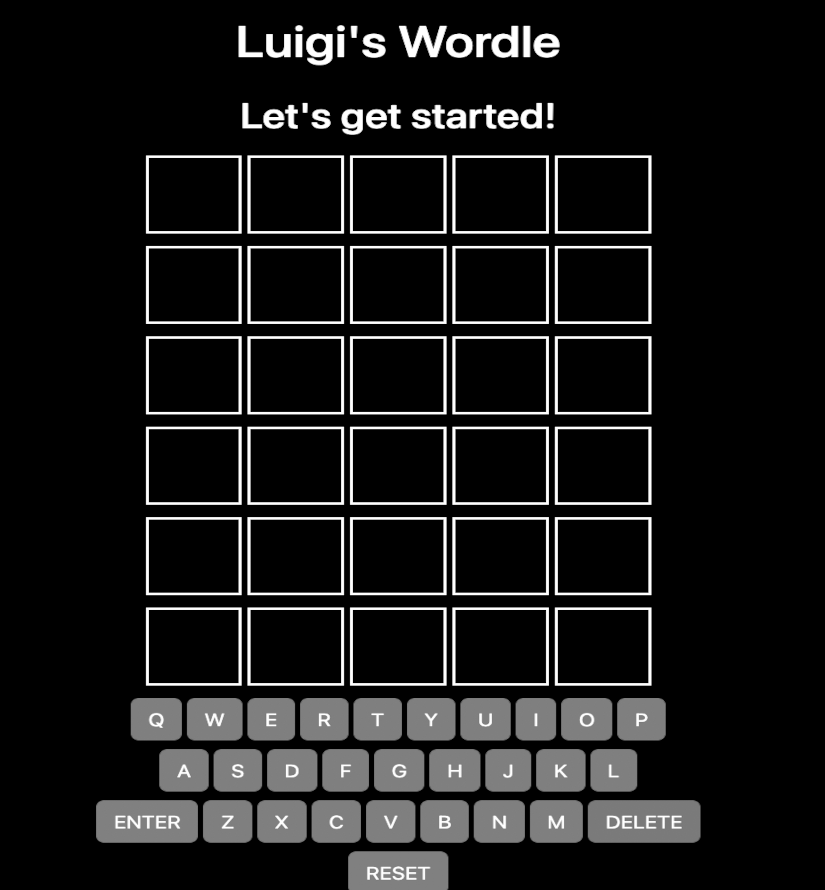 Luigi's Wordle
Let's get started!
Q W E R T Y U I O P
A S D F G H J K L
ENTER Z X C V B N M DELETE
RESET